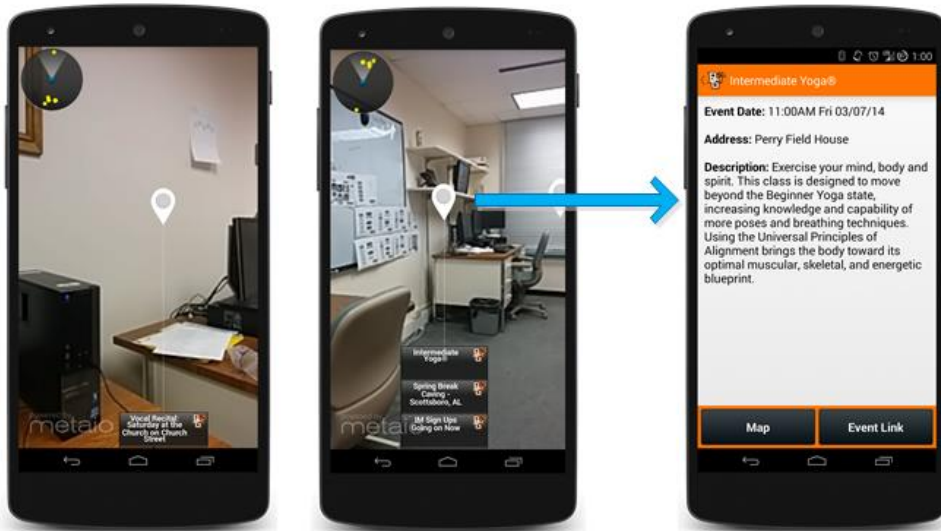 Vocal Recital:
Saturday at the
Church on Church
Street
metaio
Intermediate
Yoga®
Spring Break
Caving -
Scottsboro, AL
IM Sign Ups
Going on Now
metaio
1:00
Intermediate Yoga®
Event Date: 11:00AM Fri 03/07/14
Address: Perry Field House
Description: Exercise your mind, body and
spirit. This class is designed to move
beyond the Beginner Yoga state,
increasing knowledge and capability of
more poses and breathing techniques.
Using the Universal Principles of
Alignment brings the body toward its
optimal muscular, skeletal, and energetic
blueprint.
Map
Event Link